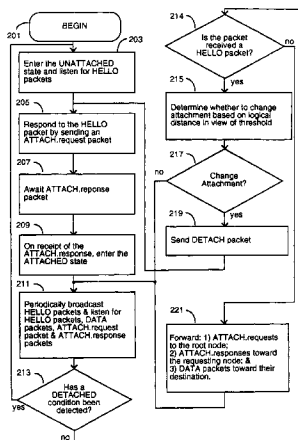 201
BEGIN
203
Enter the UNATTACHED
state and listen for HELLO
packets
205
Respond to the HELLO
packet by sending an
ATTACH.request packet
207
Await ATTACH.reponse
packet
209
On receipt of the
ATTACH.response, enter the
ATTACHED state
211
Periodically broadcast
HELLO packets & listen for
HELLO packets, DATA
packets, ATTACH.request
packet & ATTACH.response
packets
213
Has a
DETACHED
condition been
detected?
yes
no
214
Is the packet
received a
HELLO packet?
no
yes
215
Determine whether to change
attachment based on logical
distance in view of threshold
217
no
Change
Attachment?
yes
219
Send DETACH packet
221
Forward: 1) ATTACH.requests
to the root node;
2) ATTACH.responses toward
the requesting node; &
3) DATA packets toward their
destination.